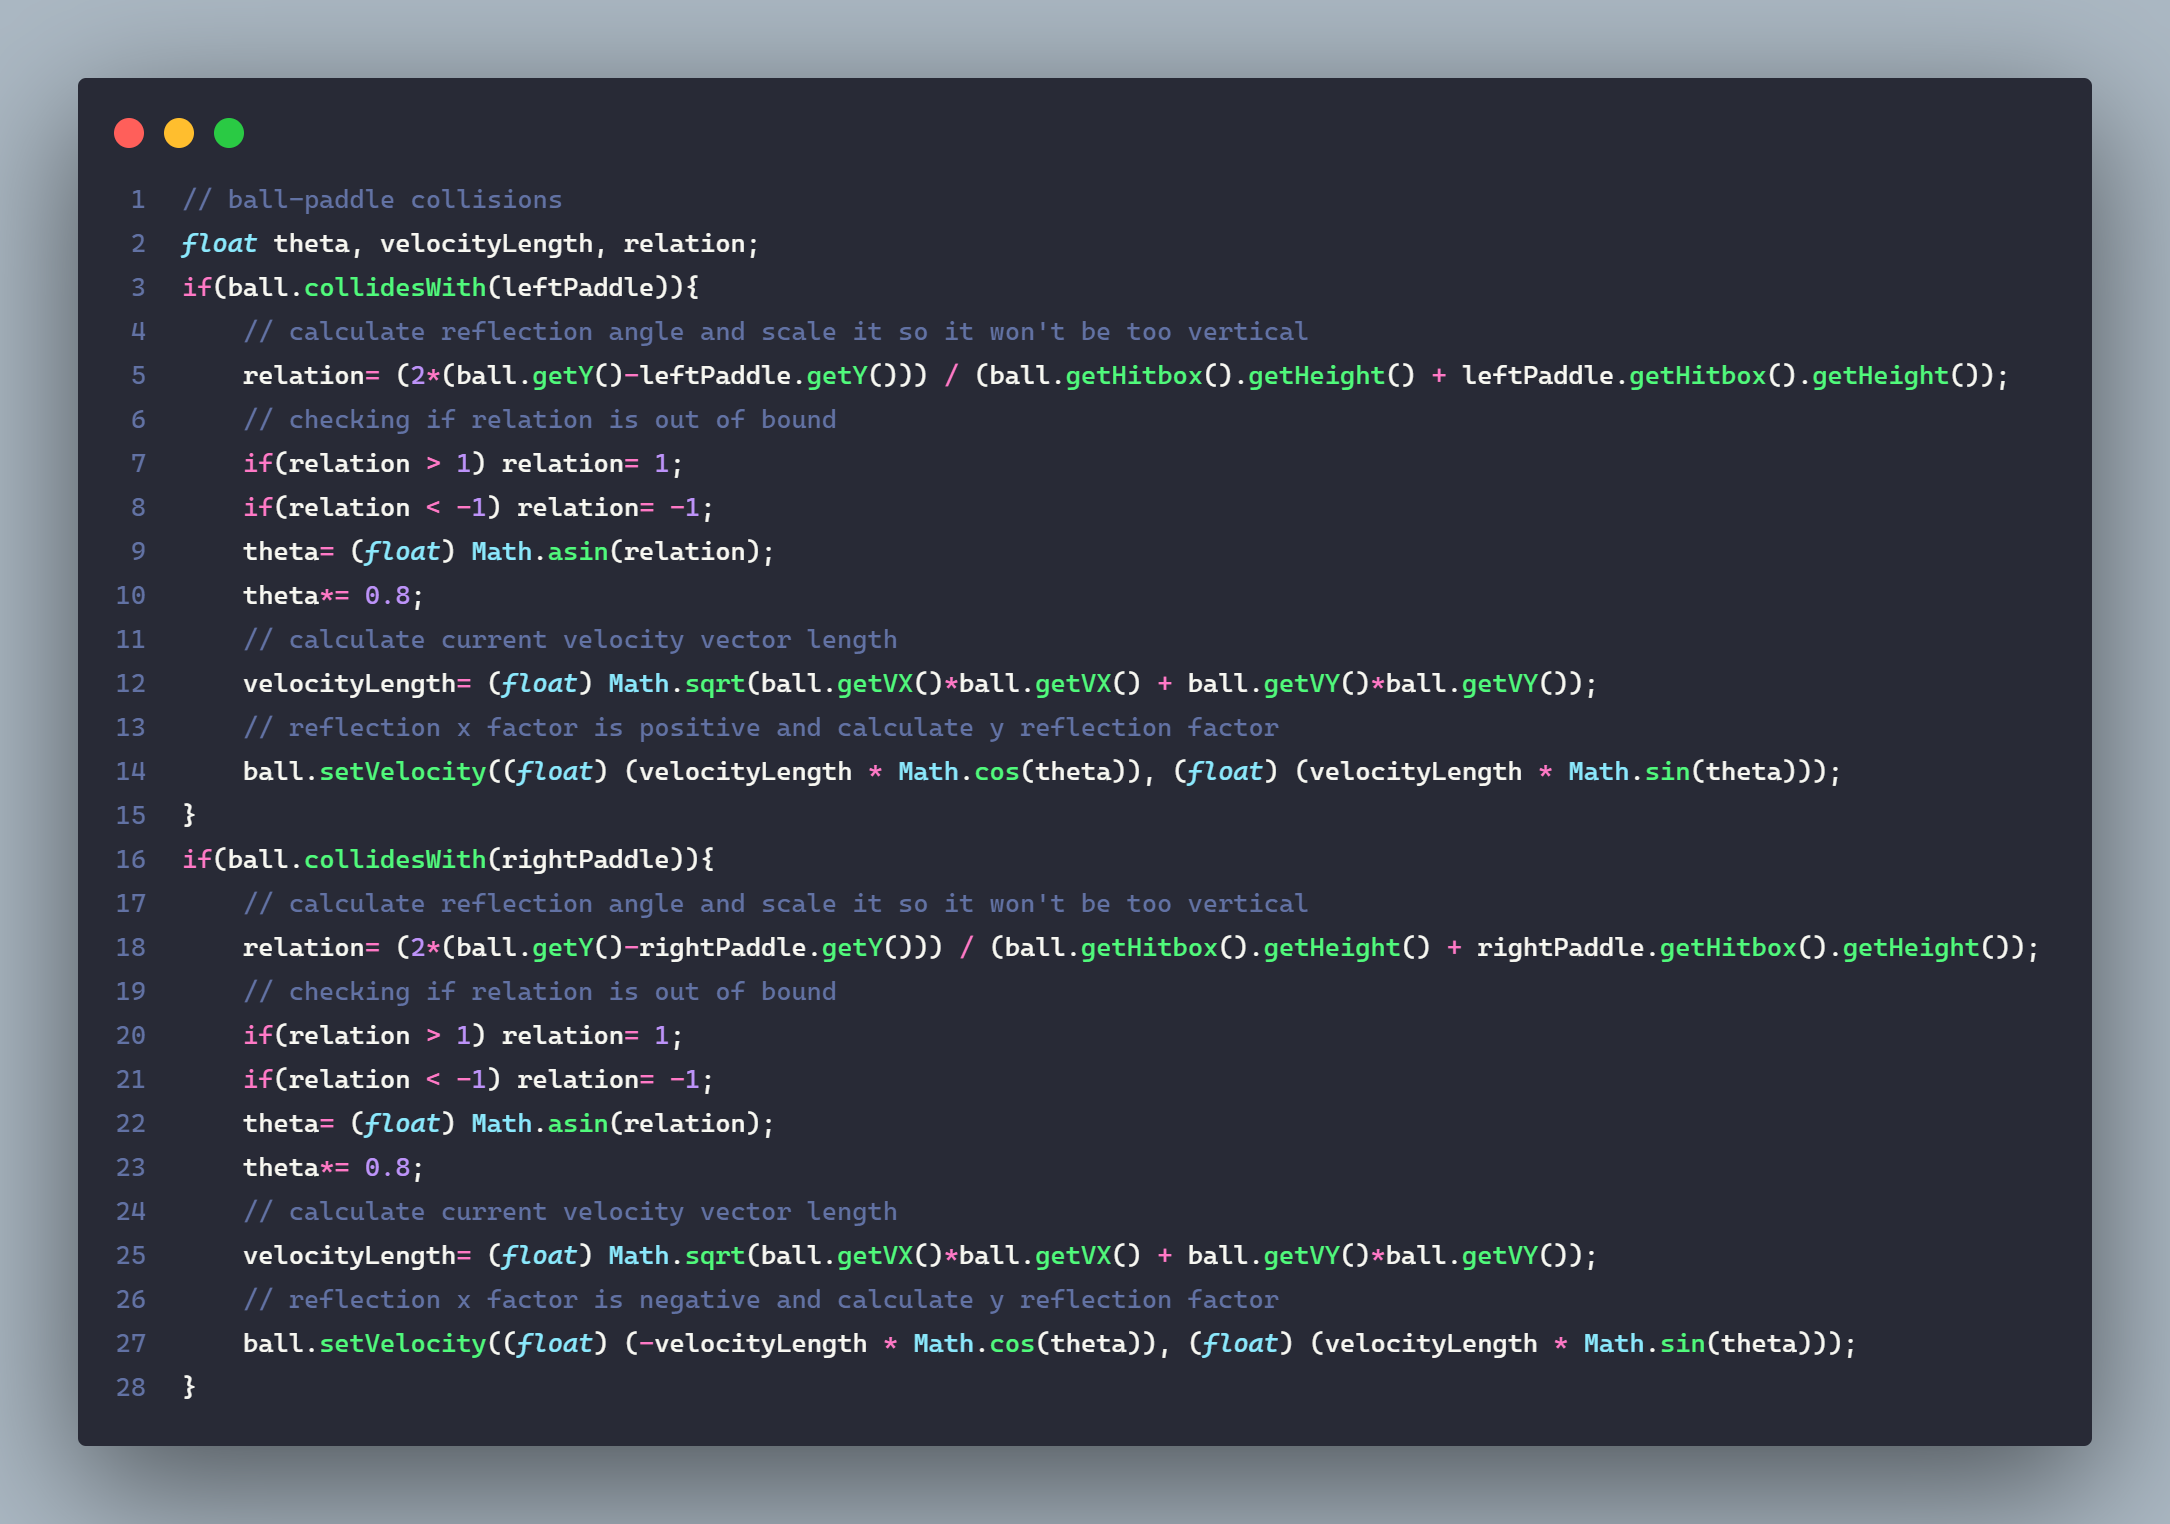 1 // ball-paddle collisions
2 float theta, velocityLength, relation;
3 if(ball.collidesWith(leftPaddle)){
4     // calculate reflection angle and scale it so it won't be too vertical
5     relation= (2*(ball.getY()-leftPaddle.getY())) / (ball.getHitbox().getHeight() + leftPaddle.getHitbox().getHeight());
6     // checking if relation is out of bound
7     if(relation > 1) relation= 1;
8     if(relation < -1) relation= -1;
9     theta= (float) Math.asin(relation);
10     theta*= 0.8;
11     // calculate current velocity vector length
12     velocityLength= (float) Math.sqrt(ball.getVX()*ball.getVX() + ball.getVY()*ball.getVY());
13     // reflection x factor is positive and calculate y reflection factor
14     ball.setVelocity((float) (velocityLength * Math.cos(theta)), (float) (velocityLength * Math.sin(theta)));
15 }
16 if(ball.collidesWith(rightPaddle)){
17     // calculate reflection angle and scale it so it won't be too vertical
18     relation= (2*(ball.getY()-rightPaddle.getY())) / (ball.getHitbox().getHeight() + rightPaddle.getHitbox().getHeight());
19     // checking if relation is out of bound
20     if(relation > 1) relation= 1;
21     if(relation < -1) relation= -1;
22     theta= (float) Math.asin(relation);
23     theta*= 0.8;
24     // calculate current velocity vector length
25     velocityLength= (float) Math.sqrt(ball.getVX()*ball.getVX() + ball.getVY()*ball.getVY());
26     // reflection x factor is negative and calculate y reflection factor
27     ball.setVelocity((float) (-velocityLength * Math.cos(theta)), (float) (velocityLength * Math.sin(theta)));
28 }